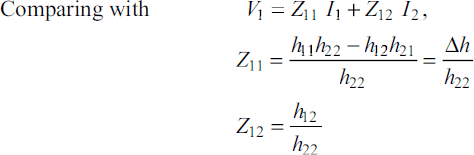 Comparing with V₁ = Z₁₁ I₁ + Z₁₂ I₂ ,
Z₁₁ = (h₁₁h₂₂ − h₁₂h₂₁) / h₂₂ = Δh / h₂₂
Z₁₂ = h₁₂ / h₂₂